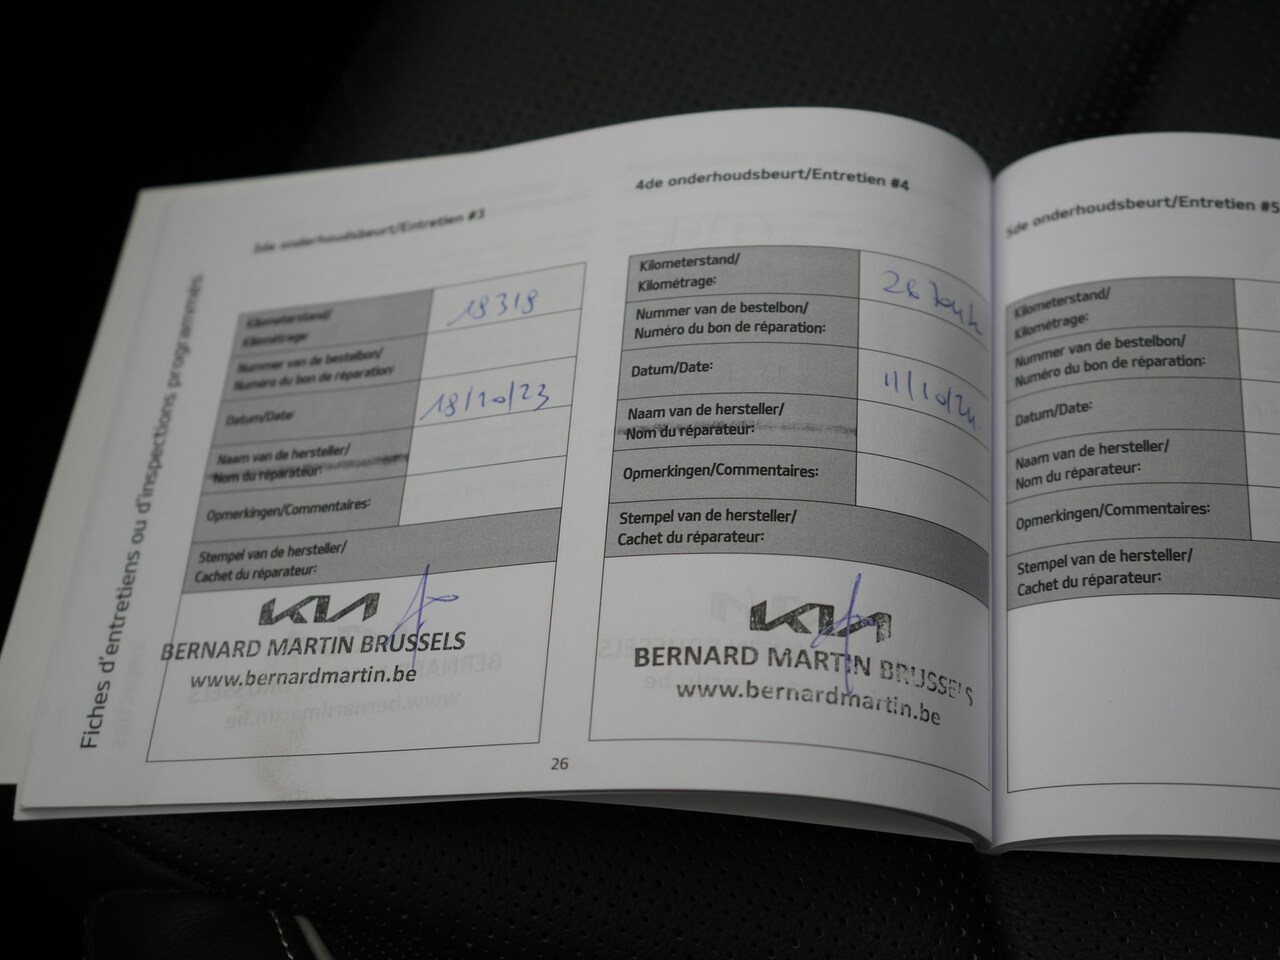 Fiches d'entretiens ou d'inspections programmés
3de onderhoudsbeurt/Entretien #3
Kilometerstand/
Kilométrage:
18319
Nummer van de bestelbon/
Numéro du bon de réparation:
Datum/Date:
18/10/23
Naam van de hersteller/
Nom du réparateur:
Opmerkingen/Commentaires:
Stempel van de hersteller/
Cachet du réparateur:
KIA
BERNARD MARTIN BRUSSELS
www.bernardmartin.be
26
4de onderhoudsbeurt/Entretien #4
Kilometerstand/
Kilométrage:
Nummer van de bestelbon/
Numéro du bon de réparation:
Datum/Date:
11/10/24
Naam van de hersteller/
Nom du réparateur:
Opmerkingen/Commentaires:
Stempel van de hersteller/
Cachet du réparateur:
KIA
BERNARD MARTIN BRUSSELS
www.bernardmartin.be
5de onderhoudsbeurt/Entretien #5
Kilometerstand/
Kilométrage:
Nummer van de bestelbon/
Numéro du bon de réparation:
Datum/Date:
Naam van de hersteller/
Nom du réparateur:
Opmerkingen/Commentaires:
Stempel van de hersteller/
Cachet du réparateur: